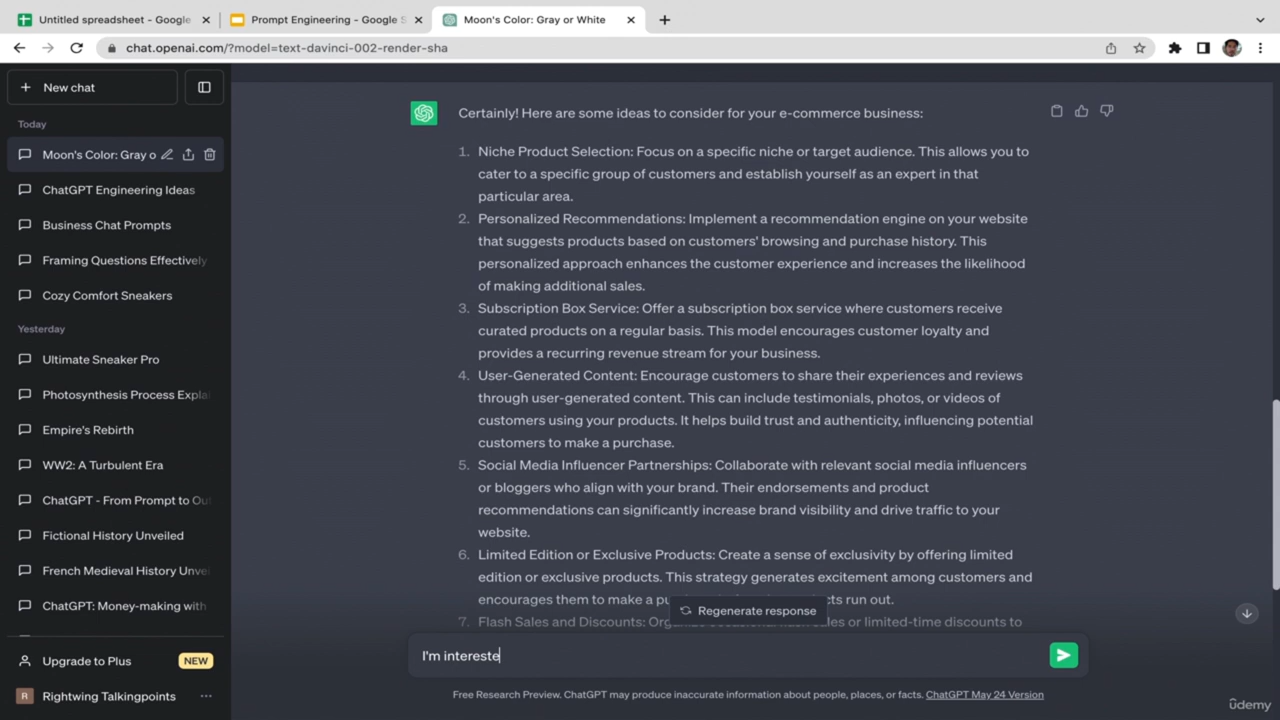 Untitled spreadsheet - Google
Prompt Engineering - Google S
Moon's Color: Gray or White
chat.openai.com/?model=text-davinci-002-render-sha
New chat
Today
Moon's Color: Gray o
ChatGPT Engineering Ideas
Business Chat Prompts
Framing Questions Effectively
Cozy Comfort Sneakers
Yesterday
Ultimate Sneaker Pro
Photosynthesis Process Expla
Empire's Rebirth
WW2: A Turbulent Era
ChatGPT - From Prompt to Ou
Fictional History Unveiled
French Medieval History Unve
ChatGPT: Money-making with
Upgrade to Plus NEW
R Rightwing Talkingpoints
Certainly! Here are some ideas to consider for your e-commerce business:
1. Niche Product Selection: Focus on a specific niche or target audience. This allows you to
cater to a specific group of customers and establish yourself as an expert in that
particular area.
2. Personalized Recommendations: Implement a recommendation engine on your website
that suggests products based on customers' browsing and purchase history. This
personalized approach enhances the customer experience and increases the likelihood
of making additional sales.
3. Subscription Box Service: Offer a subscription box service where customers receive
curated products on a regular basis. This model encourages customer loyalty and
provides a recurring revenue stream for your business.
4. User-Generated Content: Encourage customers to share their experiences and reviews
through user-generated content. This can include testimonials, photos, or videos of
customers using your products. It helps build trust and authenticity, influencing potential
customers to make a purchase.
5. Social Media Influencer Partnerships: Collaborate with relevant social media influencers
or bloggers who align with your brand. Their endorsements and product
recommendations can significantly increase brand visibility and drive traffic to your
website.
6. Limited Edition or Exclusive Products: Create a sense of exclusivity by offering limited
edition or exclusive products. This strategy generates excitement among customers and
encourages them to make a cts run out.
Regenerate response
7. Flash Sales and Discounts: sales or limited-time discounts to
I'm intereste
Free Research Preview. ChatGPT may produce inaccurate information about people, places, or facts. ChatGPT May 24 Version
ûdemy